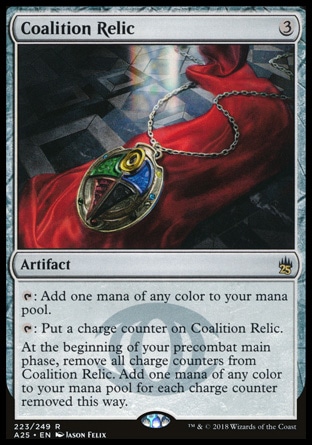 Coalition Relic 3
Artifact
25
: Add one mana of any color to your mana
pool.
: Put a charge counter on Coalition Relic.
At the beginning of your precombat main
phase, remove all charge counters from
Coalition Relic. Add one mana of any color
to your mana pool for each charge counter
removed this way.
223/249 R
A25 • EN JASON FELIX
™ & © 2018 Wizards of the Coast